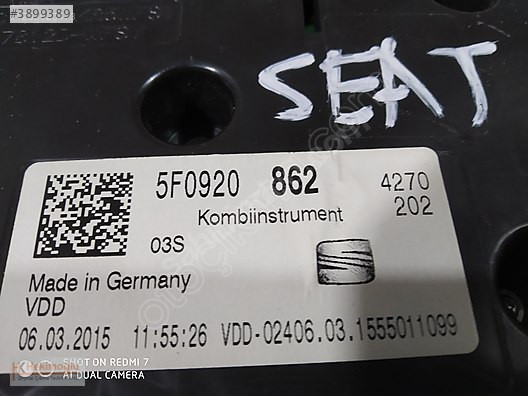 #3899389
SEAT
5F0920 862 4270
Kombiinstrument 202
03S
Made in Germany
VDD
06.03.2015 11:55:26 VDD-02406.03.1555011099
SHOT ON REDMI 7
AI DUAL CAMERA